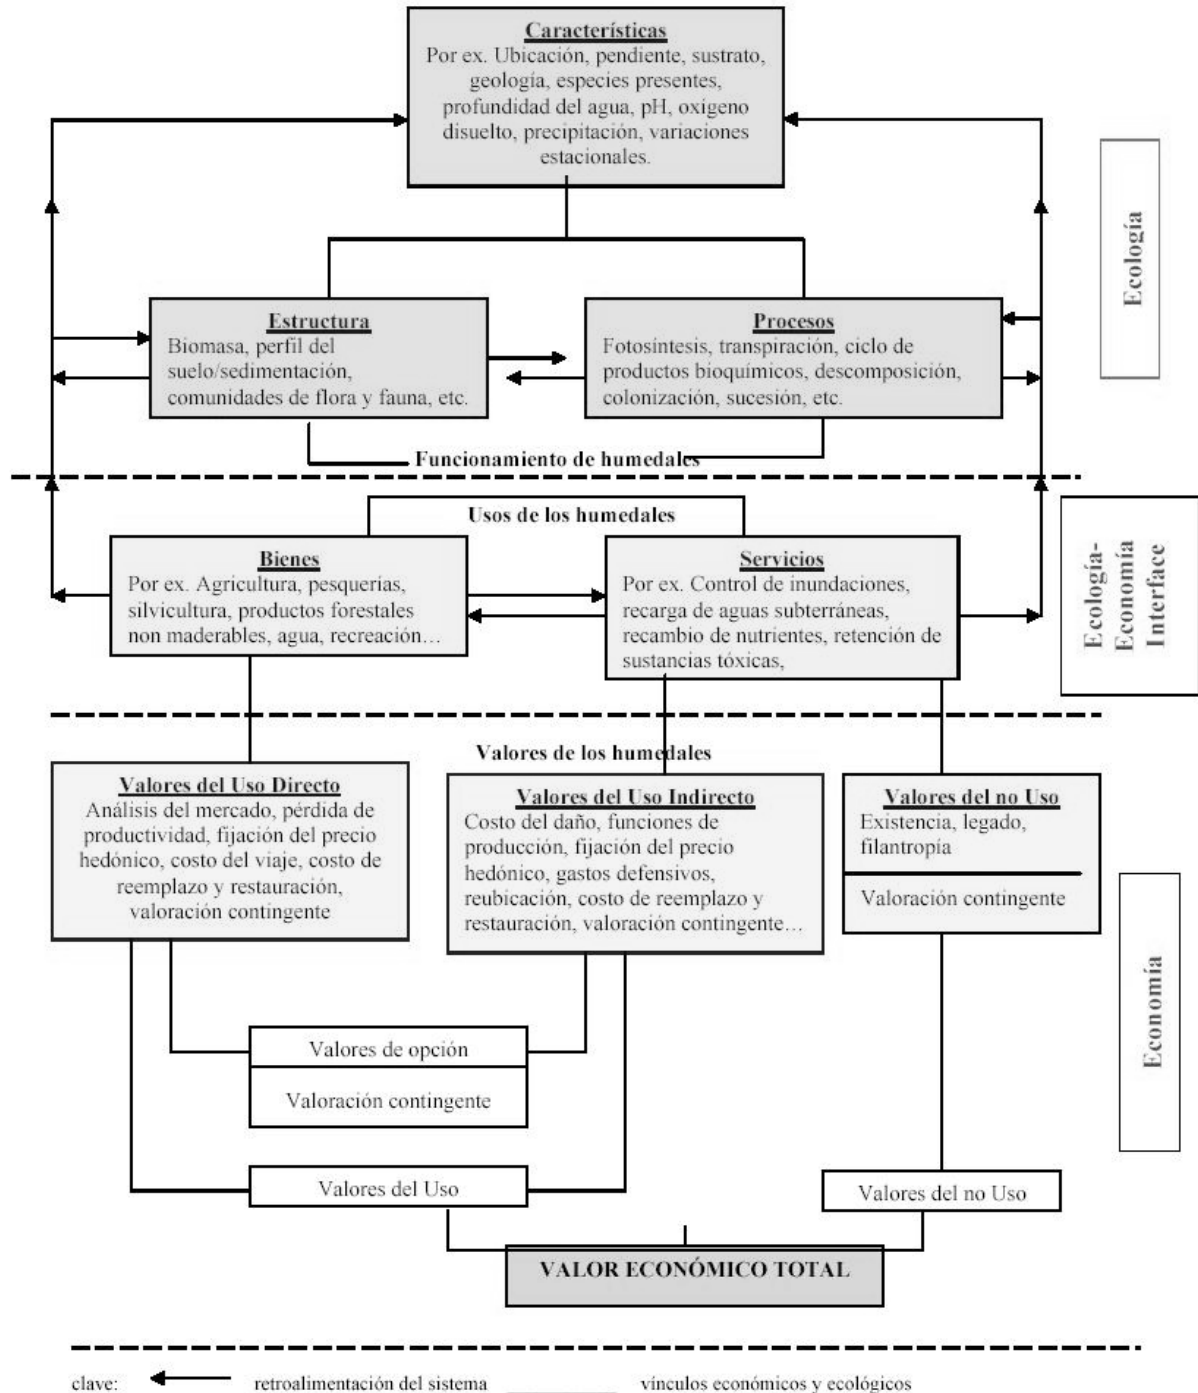 Características
Por ex. Ubicación, pendiente, sustrato,
geología, especies presentes,
profundidad del agua, pH, oxígeno
disuelto, precipitación, variaciones
estacionales.
Ecología
Estructura
Biomasa, perfil del
suelo/sedimentación,
comunidades de flora y fauna, etc.
Procesos
Fotosíntesis, transpiración, ciclo de
productos bioquímicos, descomposición,
colonización, sucesión, etc.
Funcionamiento de humedales
Usos de los humedales
Ecología-
Economía
Interface
Bienes
Por ex. Agricultura, pesquerías,
silvicultura, productos forestales
non maderables, agua, recreación…
Servicios
Por ex. Control de inundaciones,
recarga de aguas subterráneas,
recambio de nutrientes, retención de
sustancias tóxicas,
Valores de los humedales
Valores del Uso Directo
Análisis del mercado, pérdida de
productividad, fijación del precio
hedónico, costo del viaje, costo de
reemplazo y restauración,
valoración contingente
Valores del Uso Indirecto
Costo del daño, funciones de
producción, fijación del precio
hedónico, gastos defensivos,
reubicación, costo de reemplazo y
restauración, valoración contingente…
Valores del no Uso
Existencia, legado,
filantropía
Valoración contingente
Economía
Valores de opción
Valoración contingente
Valores del Uso
Valores del no Uso
VALOR ECONÓMICO TOTAL
clave: retroalimentación del sistema vínculos económicos y ecológicos